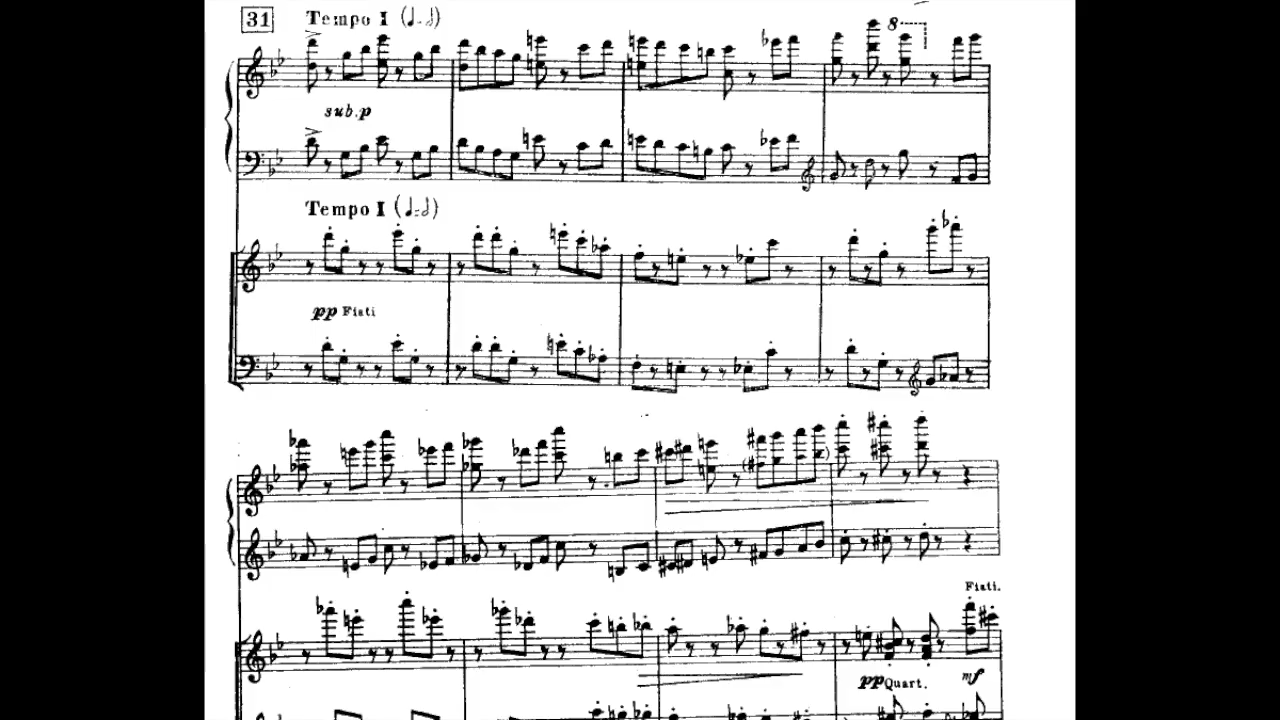 31 Tempo I (♩=𝅗𝅥)
8
sub. p
Tempo I (♩=𝅗𝅥)
pp Fiati
Fiati.
pp Quart. mf